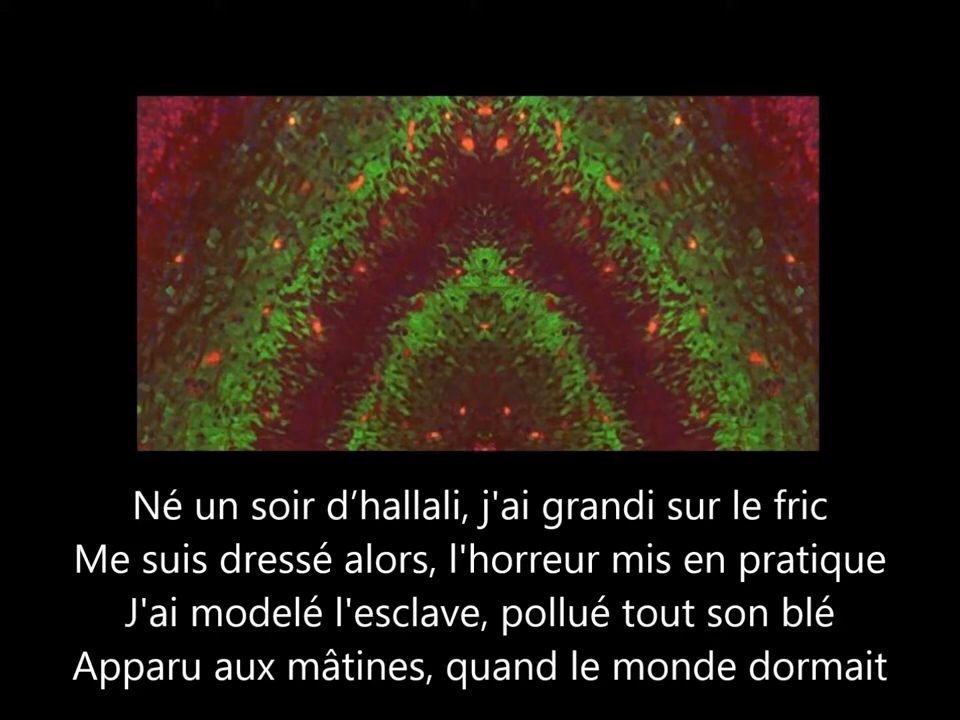 Né un soir d’hallali, j'ai grandi sur le fric
Me suis dressé alors, l'horreur mis en pratique
J'ai modelé l'esclave, pollué tout son blé
Apparu aux mâtines, quand le monde dormait